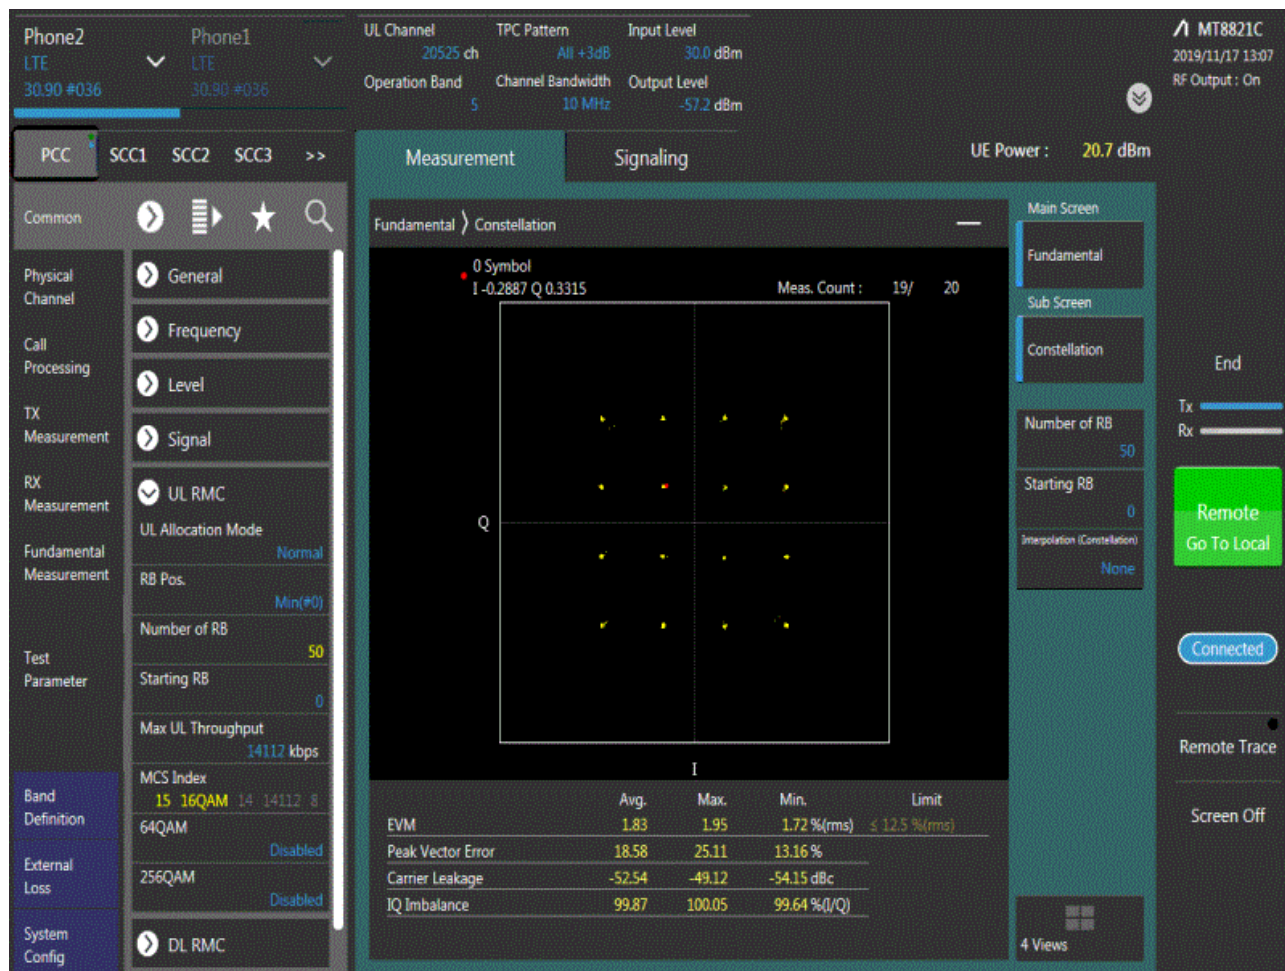 Phone2
LTE
30.90 #036
Phone1
LTE
30.90 #036
UL Channel
20525 ch
TPC Pattern
All +3dB
Input Level
30.0 dBm
Operation Band
5
Channel Bandwidth
10 MHz
Output Level
-57.2 dBm
MT8821C
2019/11/17 13:07
RF Output : On
PCC SCC1 SCC2 SCC3 >>
Measurement
Signaling
UE Power : 20.7 dBm
Common
Physical
Channel
Call
Processing
TX
Measurement
RX
Measurement
Fundamental
Measurement
Test
Parameter
Band
Definition
External
Loss
System
Config
General
Frequency
Level
Signal
UL RMC
UL Allocation Mode
Normal
RB Pos.
Min(#0)
Number of RB
50
Starting RB
0
Max UL Throughput
14112 kbps
MCS Index
15 16QAM 14 14112 8
64QAM
Disabled
256QAM
Disabled
DL RMC
Fundamental 〉 Constellation
0 Symbol
I -0.2887 Q 0.3315
Meas. Count : 19/ 20
Q
I
Avg. Max. Min. Limit
EVM 1.83 1.95 1.72 %(rms) ≤ 12.5 %(rms)
Peak Vector Error 18.58 25.11 13.16 %
Carrier Leakage -52.54 -49.12 -54.15 dBc
IQ Imbalance 99.87 100.05 99.64 %(I/Q)
Main Screen
Fundamental
Sub Screen
Constellation
Number of RB
50
Starting RB
0
Interpolation (Constellation)
None
4 Views
End
Tx
Rx
Remote
Go To Local
Connected
Remote Trace
Screen Off